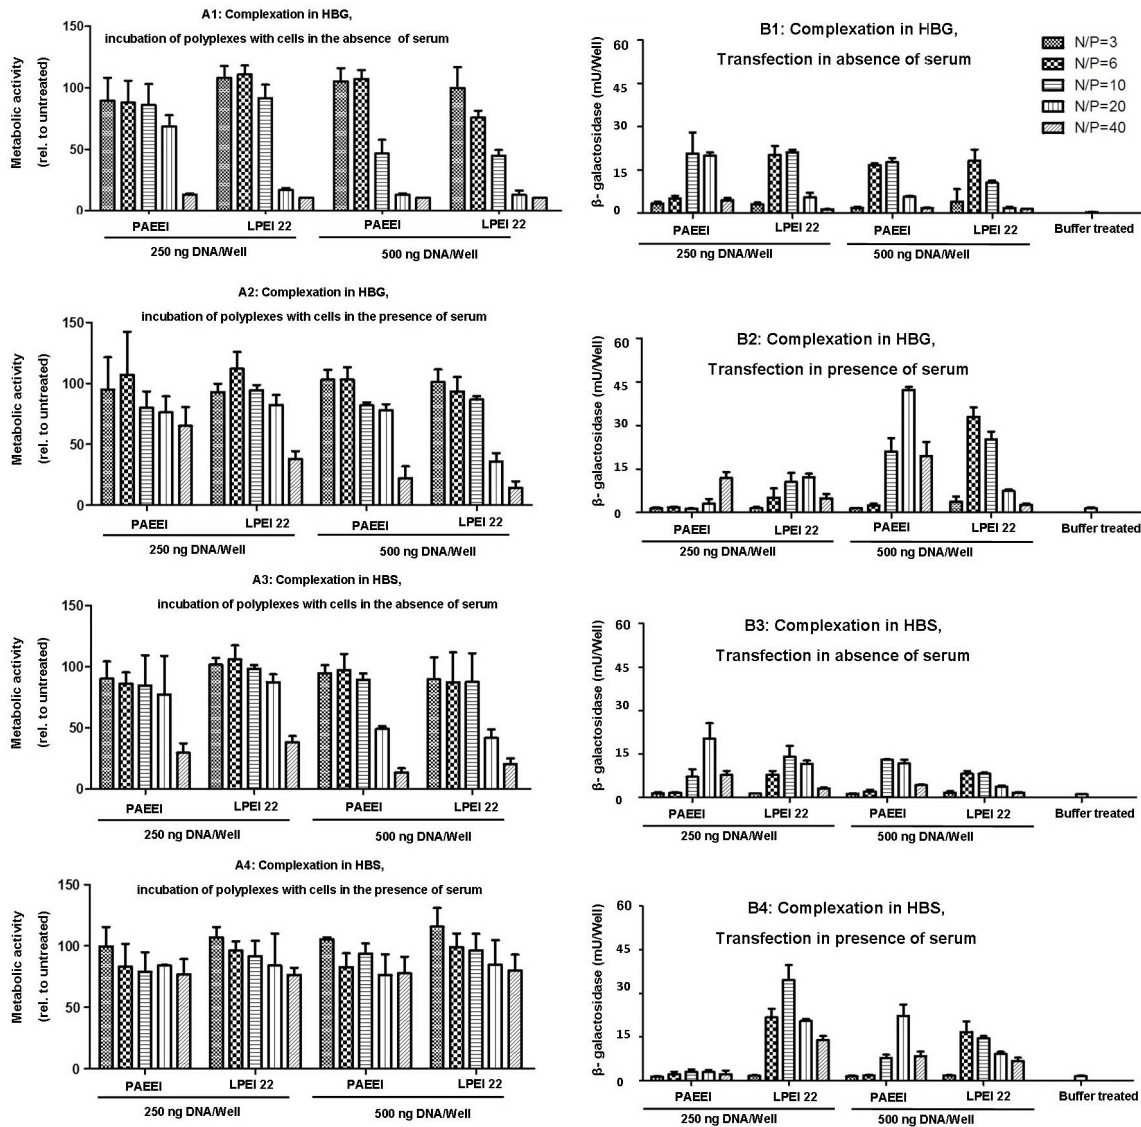 A1: Complexation in HBG,
incubation of polyplexes with cells in the absence of serum
Metabolic activity
(rel. to untreated)
150
100
50
0
PAEEI
LPEI 22
PAEEI
LPEI 22
250 ng DNA/Well
500 ng DNA/Well
B1: Complexation in HBG,
Transfection in absence of serum
β- galactosidase (mU/Well)
60
45
30
15
0
N/P=3
N/P=6
N/P=10
N/P=20
N/P=40
PAEEI
LPEI 22
PAEEI
LPEI 22
Buffer treated
250 ng DNA/Well
500 ng DNA/Well
A2: Complexation in HBG,
incubation of polyplexes with cells in the presence of serum
Metabolic activity
(rel. to untreated)
150
100
50
0
PAEEI
LPEI 22
PAEEI
LPEI 22
250 ng DNA/Well
500 ng DNA/Well
B2: Complexation in HBG,
Transfection in presence of serum
β- galactosidase (mU/Well)
60
45
30
15
0
PAEEI
LPEI 22
PAEEI
LPEI 22
Buffer treated
250 ng DNA/Well
500 ng DNA/Well
A3: Complexation in HBS,
incubation of polyplexes with cells in the absence of serum
Metabolic activity
(rel. to untreated)
150
100
50
0
PAEEI
LPEI 22
PAEEI
LPEI 22
250 ng DNA/Well
500 ng DNA/Well
B3: Complexation in HBS,
Transfection in absence of serum
β- galactosidase (mU/Well)
60
45
30
15
0
PAEEI
LPEI 22
PAEEI
LPEI 22
Buffer treated
250 ng DNA/Well
500 ng DNA/Well
A4: Complexation in HBS,
incubation of polyplexes with cells in the presence of serum
Metabolic activity
(rel. to untreated)
150
100
50
0
PAEEI
LPEI 22
PAEEI
LPEI 22
250 ng DNA/Well
500 ng DNA/Well
B4: Complexation in HBS,
Transfection in presence of serum
β- galactosidase (mU/Well)
60
45
30
15
0
PAEEI
LPEI 22
PAEEI
LPEI 22
Buffer treated
250 ng DNA/Well
500 ng DNA/Well